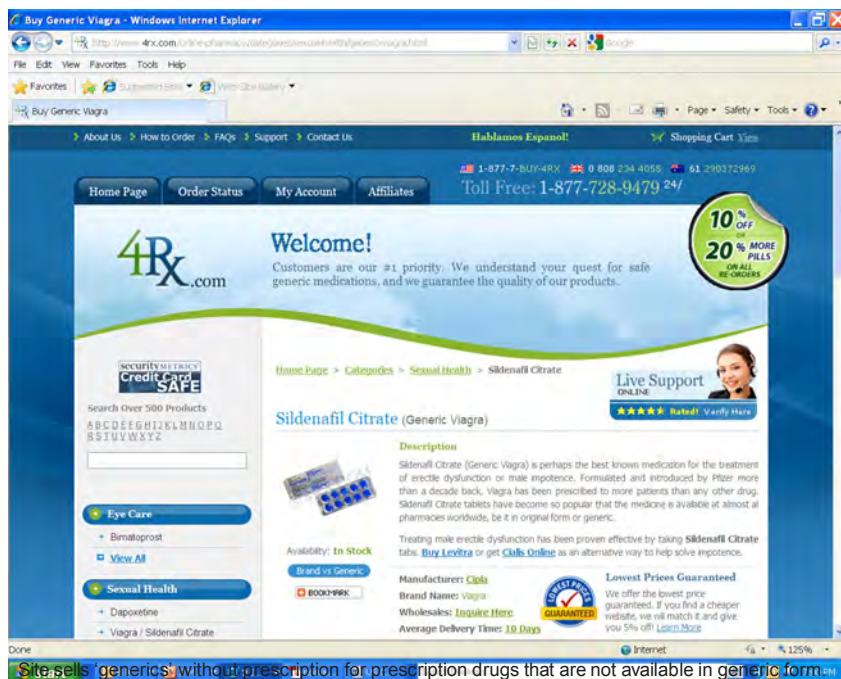 Buy Generic Viagra - Windows Internet Explorer
4rx.com
Google
File Edit View Favorites Tools Help
Favorites
Buy Generic Viagra
Page Safety Tools
About Us How to Order FAQs Support Contact Us Hablamos Espanol! Shopping Cart View
1-877-7-BUY-4RX 0 808 234 4055 61 290372969
Home Page Order Status My Account Affiliates Toll Free: 1-877-728-9479 24/
10% OFF
OR
20% MORE PILLS
ON ALL RE-ORDERS
4Rx.com
Welcome!
Customers are our #1 priority. We understand your quest for safe
generic medications, and we guarantee the quality of our products.
securityMETRICS
Credit Card
SAFE
Home Page > Categories > Sexual Health > Sildenafil Citrate
Live Support
ONLINE
Rated! Verify Here
Search Over 500 Products
A B C D E F G H I J K L M N O P Q
R S T U V W X Y Z
Sildenafil Citrate (Generic Viagra)
Description
Sildenafil Citrate (Generic Viagra) is perhaps the best known medication for the treatment
of erectile dysfunction or male impotence. Formulated and introduced by Pfizer more
than a decade back, Viagra has been prescribed to more patients than any other drug.
Sildenafil Citrate tablets have become so popular that the medicine is available at almost al
pharmacies worldwide, be it in original form or generic.
Treating male erectile dysfunction has been proven effective by taking Sildenafil Citrate
tabs. Buy Levitra or get Cialis Online as an alternative way to help solve impotence.
Eye Care
Bimatoprost
View All
Sexual Health
Dapoxetine
Viagra / Sildenafil Citrate
Availability: In Stock
Brand vs Generic
BOOKMARK
Manufacturer: Cipla
Brand Name: Viagra
Wholesales: Inquire Here
Average Delivery Time: 10 Days
LOWEST PRICES
GUARANTEED
Lowest Prices Guaranteed
We offer the lowest price
guaranteed. If you find a cheaper
website, we will match it and give
you 5% off! Learn More
Done Internet 125%
Site sells 'generics' without prescription for prescription drugs that are not available in generic form.